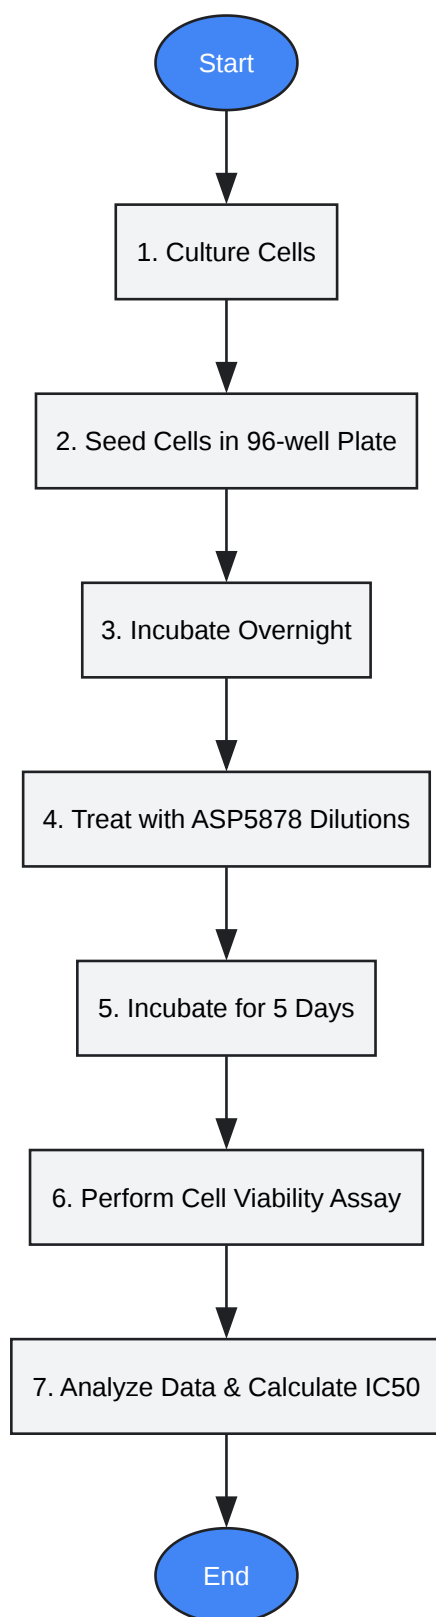 Start
1. Culture Cells
2. Seed Cells in 96-well Plate
3. Incubate Overnight
4. Treat with ASP5878 Dilutions
5. Incubate for 5 Days
6. Perform Cell Viability Assay
7. Analyze Data & Calculate IC50
End